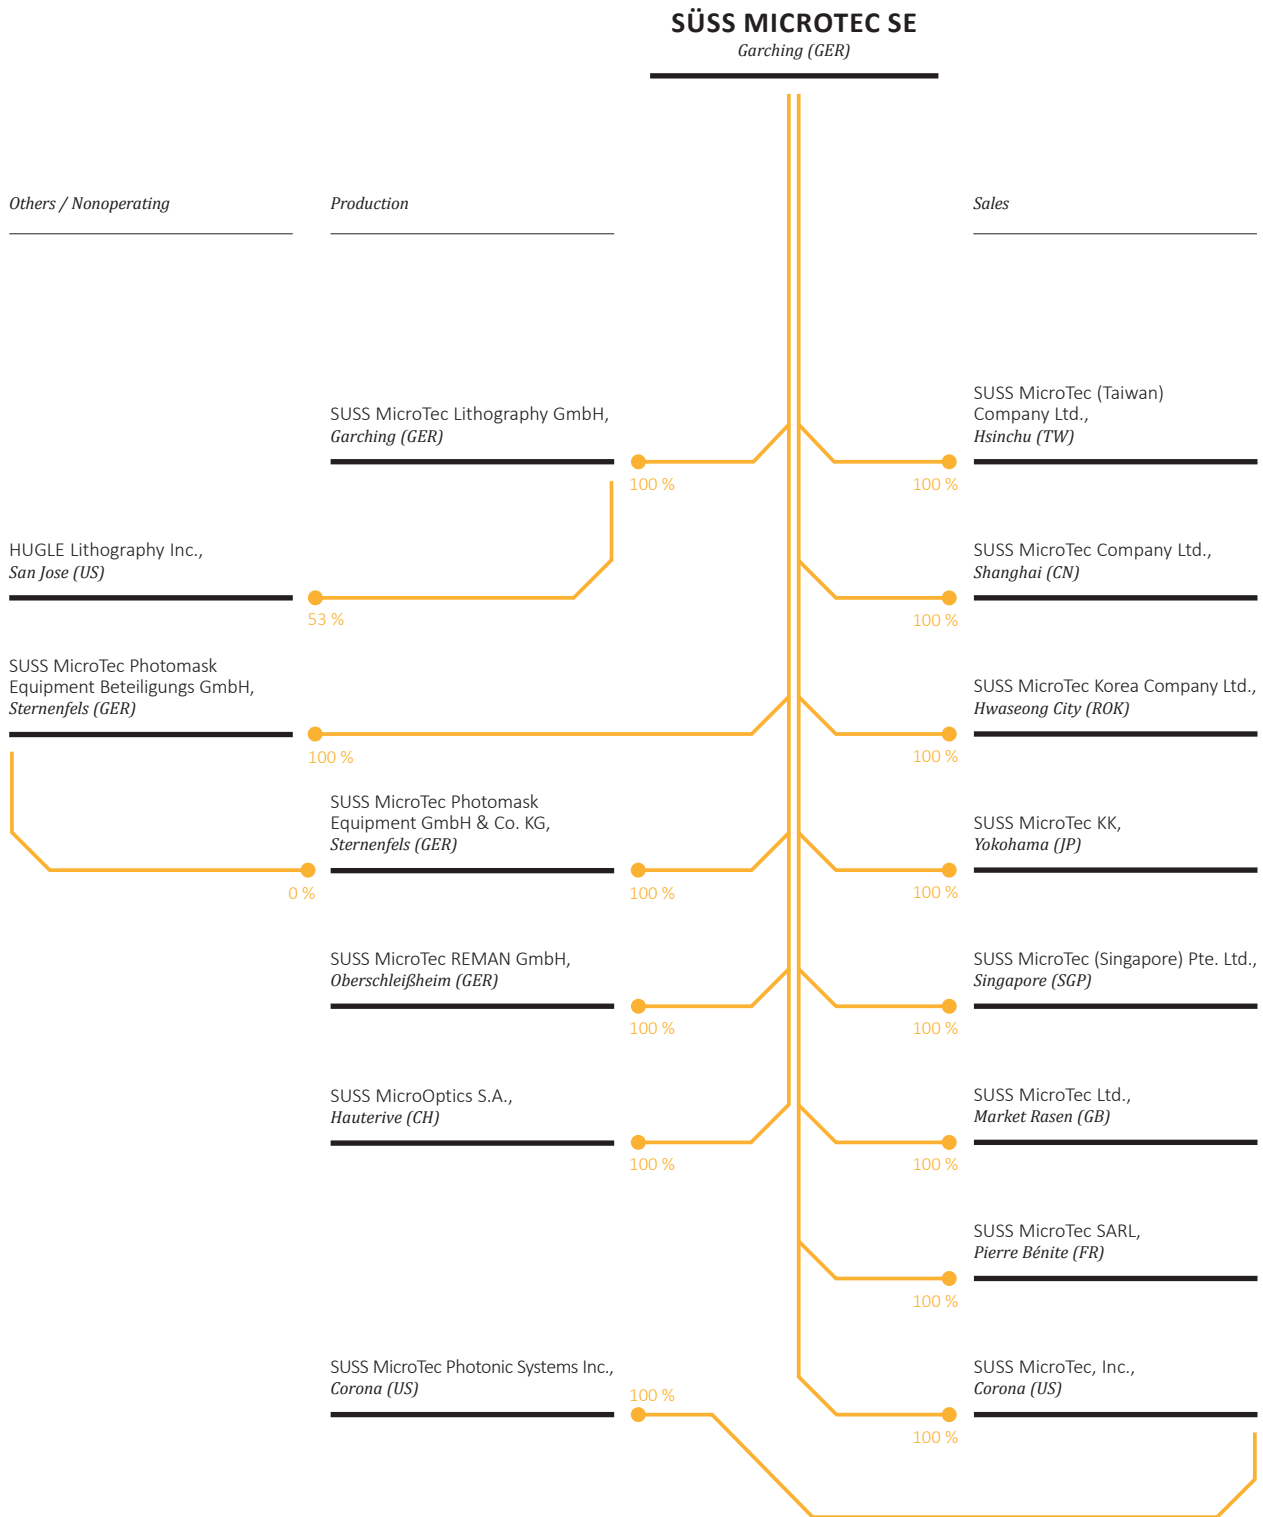 SÜSS MICROTEC SE
Garching (GER)
Others / Nonoperating
Production
Sales
SUSS MicroTec Lithography GmbH,
Garching (GER)
100 %
SUSS MicroTec (Taiwan)
Company Ltd.,
Hsinchu (TW)
100 %
HUGLE Lithography Inc.,
San Jose (US)
53 %
SUSS MicroTec Company Ltd.,
Shanghai (CN)
100 %
SUSS MicroTec Photomask
Equipment Beteiligungs GmbH,
Sternenfels (GER)
100 %
SUSS MicroTec Korea Company Ltd.,
Hwaseong City (ROK)
100 %
0 %
SUSS MicroTec Photomask
Equipment GmbH & Co. KG,
Sternenfels (GER)
100 %
SUSS MicroTec KK,
Yokohama (JP)
100 %
SUSS MicroTec REMAN GmbH,
Oberschleißheim (GER)
100 %
SUSS MicroTec (Singapore) Pte. Ltd.,
Singapore (SGP)
100 %
SUSS MicroOptics S.A.,
Hauterive (CH)
100 %
SUSS MicroTec Ltd.,
Market Rasen (GB)
100 %
SUSS MicroTec SARL,
Pierre Bénite (FR)
100 %
SUSS MicroTec Photonic Systems Inc.,
Corona (US)
100 %
SUSS MicroTec, Inc.,
Corona (US)
100 %